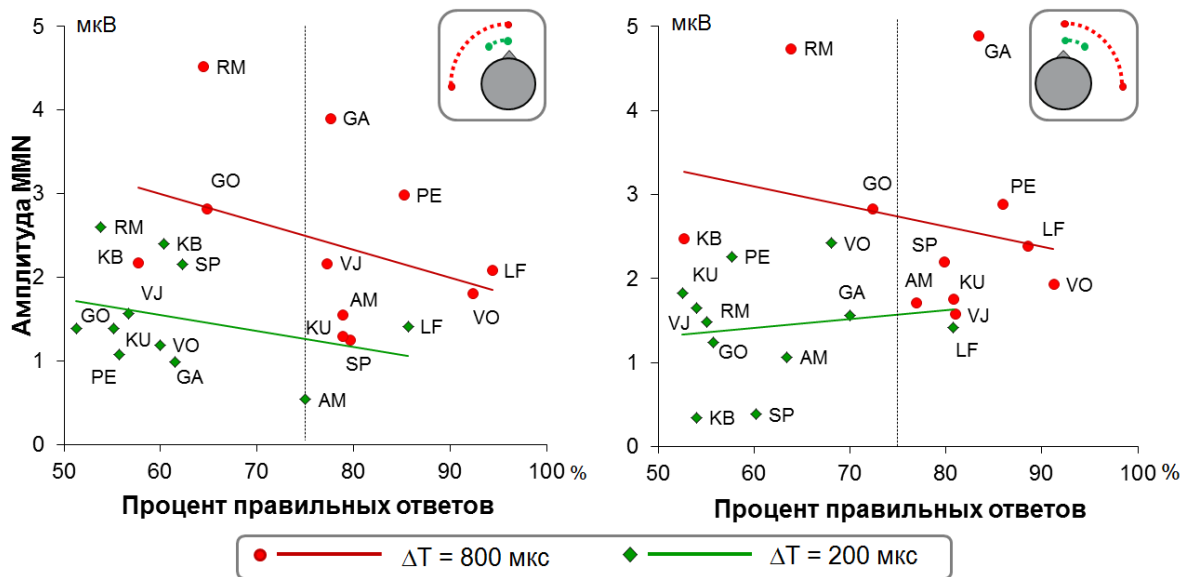 мкВ
5
4
3
2
1
0
Амплитуда MMN
RM
GA
GO
PE
RM
KB
KB
SP
VJ
LF
VJ
AM
VO
GO
KU
LF
KU
VO
SP
PE
GA
AM
50 60 70 80 90 100 %
Процент правильных ответов
мкВ
5
4
3
2
1
0
RM
GA
GO
PE
KB
VO
SP
LF
PE
KU
GA
AM
KU
VO
RM
VJ
VJ
GO
AM
LF
KB
SP
50 60 70 80 90 100 %
Процент правильных ответов
ΔT = 800 мкс
ΔT = 200 мкс